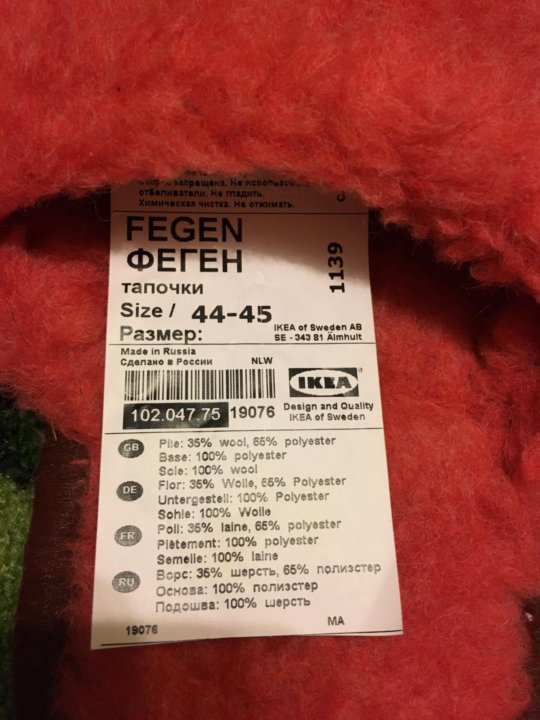 запрещена. Не
отбеливатели. Не гладить.
Химическая чистка. Не отжимать.
FEGEN
ФЕГЕН
тапочки
1139
Size / 44-45
Размер:
IKEA of Sweden AB
SE - 343 81 Älmhult
Made in Russia
Сделано в России
NLW
IKEA
102.047.75 19076
Design and Quality
IKEA of Sweden
GB Pile: 35% wool, 65% polyester
Base: 100% polyester
Sole: 100% wool
DE Flor: 35% Wolle, 65% Polyester
Untergestell: 100% Polyester
Sohle: 100% Wolle
FR Poil: 35% laine, 65% polyester
Piètement: 100% polyester
Semelle: 100% laine
RU Ворс: 35% шерсть, 65% полиэстер
Основа: 100% полиэстер
Подошва: 100% шерсть
19076 MA